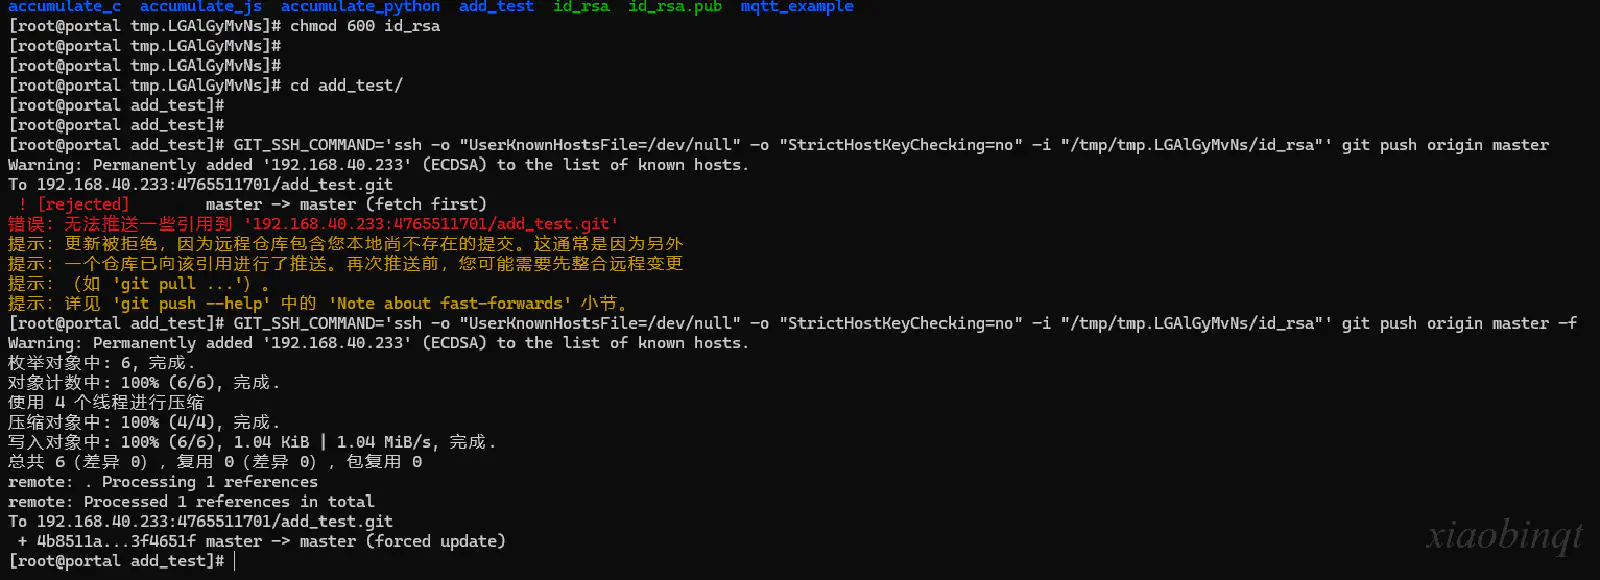 accumulate_c  accumulate_js  accumulate_python  add_test  id_rsa  id_rsa.pub  mqtt_example
[root@portal tmp.LGAlGyMvNs]# chmod 600 id_rsa
[root@portal tmp.LGAlGyMvNs]#
[root@portal tmp.LGAlGyMvNs]#
[root@portal tmp.LGAlGyMvNs]# cd add_test/
[root@portal add_test]#
[root@portal add_test]#
[root@portal add_test]# GIT_SSH_COMMAND='ssh -o "UserKnownHostsFile=/dev/null" -o "StrictHostKeyChecking=no" -i "/tmp/tmp.LGAlGyMvNs/id_rsa"' git push origin master
Warning: Permanently added '192.168.40.233' (ECDSA) to the list of known hosts.
To 192.168.40.233:4765511701/add_test.git
 ! [rejected]        master -> master (fetch first)
错误：无法推送一些引用到 '192.168.40.233:4765511701/add_test.git'
提示：更新被拒绝，因为远程仓库包含您本地尚不存在的提交。这通常是因为另外
提示：一个仓库已向该引用进行了推送。再次推送前，您可能需要先整合远程变更
提示：（如 'git pull ...'）。
提示：详见 'git push --help' 中的 'Note about fast-forwards' 小节。
[root@portal add_test]# GIT_SSH_COMMAND='ssh -o "UserKnownHostsFile=/dev/null" -o "StrictHostKeyChecking=no" -i "/tmp/tmp.LGAlGyMvNs/id_rsa"' git push origin master -f
Warning: Permanently added '192.168.40.233' (ECDSA) to the list of known hosts.
枚举对象中: 6, 完成.
对象计数中: 100% (6/6), 完成.
使用 4 个线程进行压缩
压缩对象中: 100% (4/4), 完成.
写入对象中: 100% (6/6), 1.04 KiB | 1.04 MiB/s, 完成.
总共 6（差异 0），复用 0（差异 0），包复用 0
remote: . Processing 1 references
remote: Processed 1 references in total
To 192.168.40.233:4765511701/add_test.git
 + 4b8511a...3f4651f master -> master (forced update)
[root@portal add_test]#
xiaobinqt